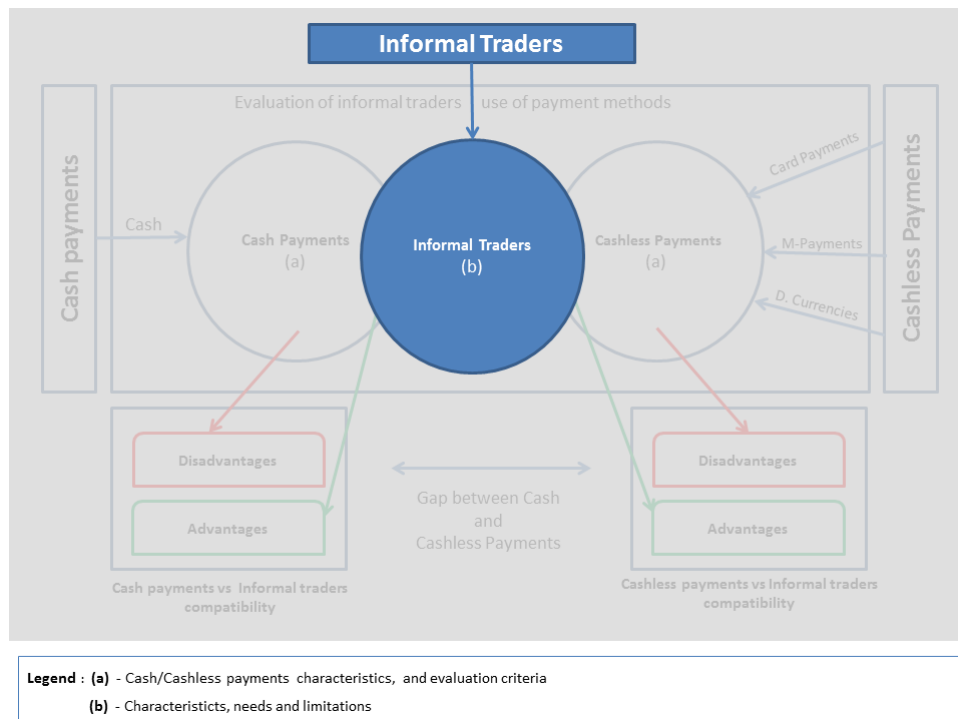 Informal Traders
Evaluation of informal traders use of payment methods
Cash payments
Cash
Cash Payments
(a)
Informal Traders
(b)
Cashless Payments
(a)
Card Payments
M-Payments
D. Currencies
Cashless Payments
Disadvantages
Advantages
Cash payments vs Informal traders
compatibility
Gap between Cash
and
Cashless Payments
Disadvantages
Advantages
Cashless payments vs Informal traders
compatibility
Legend : (a) - Cash/Cashless payments characteristics, and evaluation criteria
(b) - Characteristicts, needs and limitations